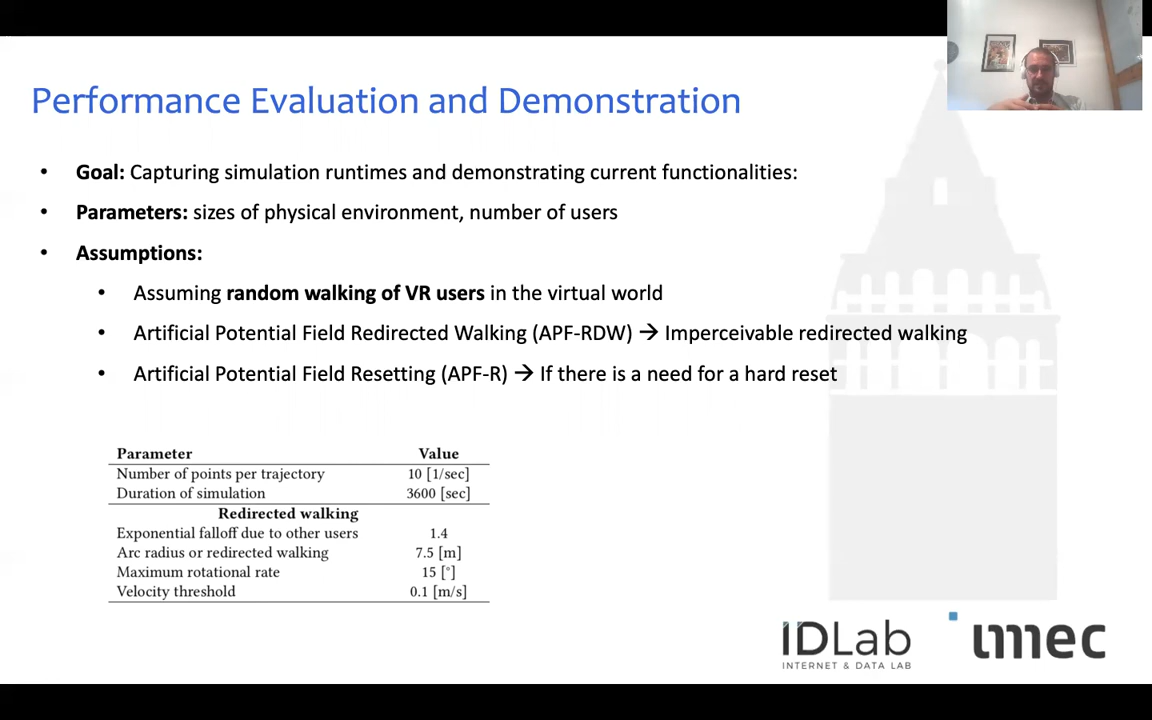 Performance Evaluation and Demonstration
• Goal: Capturing simulation runtimes and demonstrating current functionalities:
• Parameters: sizes of physical environment, number of users
• Assumptions:
• Assuming random walking of VR users in the virtual world
• Artificial Potential Field Redirected Walking (APF-RDW) → Imperceivable redirected walking
• Artificial Potential Field Resetting (APF-R) → If there is a need for a hard reset
Parameter Value
Number of points per trajectory 10 [1/sec]
Duration of simulation 3600 [sec]
Redirected walking
Exponential falloff due to other users 1.4
Arc radius or redirected walking 7.5 [m]
Maximum rotational rate 15 [°]
Velocity threshold 0.1 [m/s]
IDLab
INTERNET & DATA LAB
imec